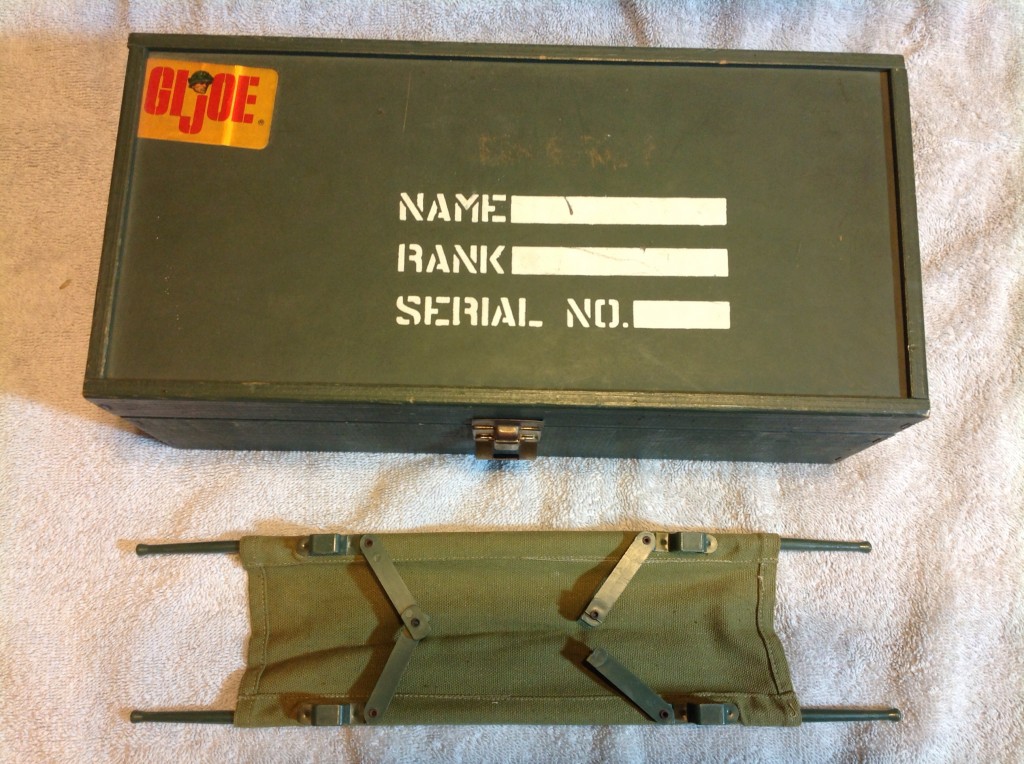 GI JOE®
NAME
RANK
SERIAL NO.